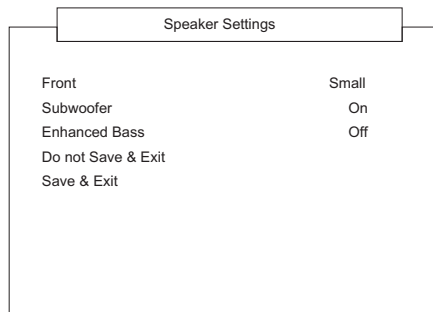 Speaker Settings
Front Small
Subwoofer On
Enhanced Bass Off
Do not Save & Exit
Save & Exit